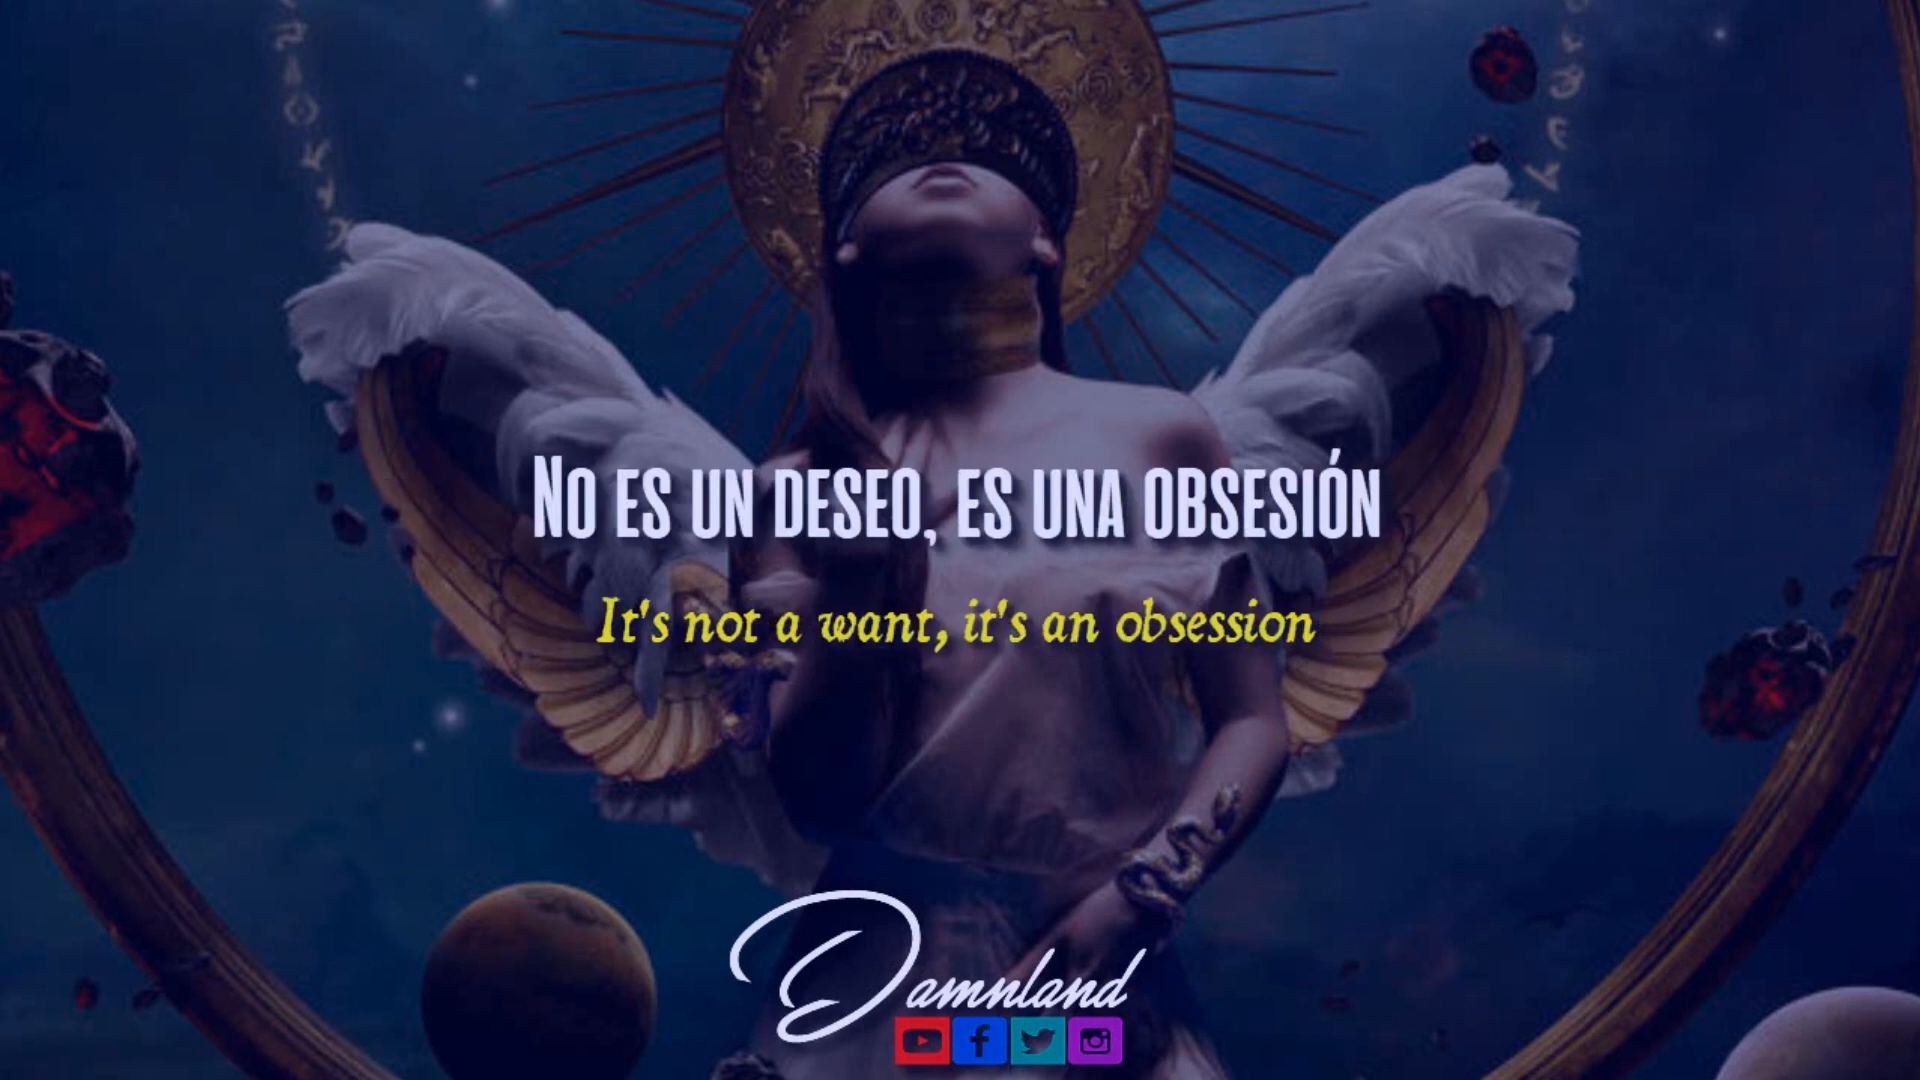 No es un deseo, es una obsesión
It's not a want, it's an obsession
Damnland